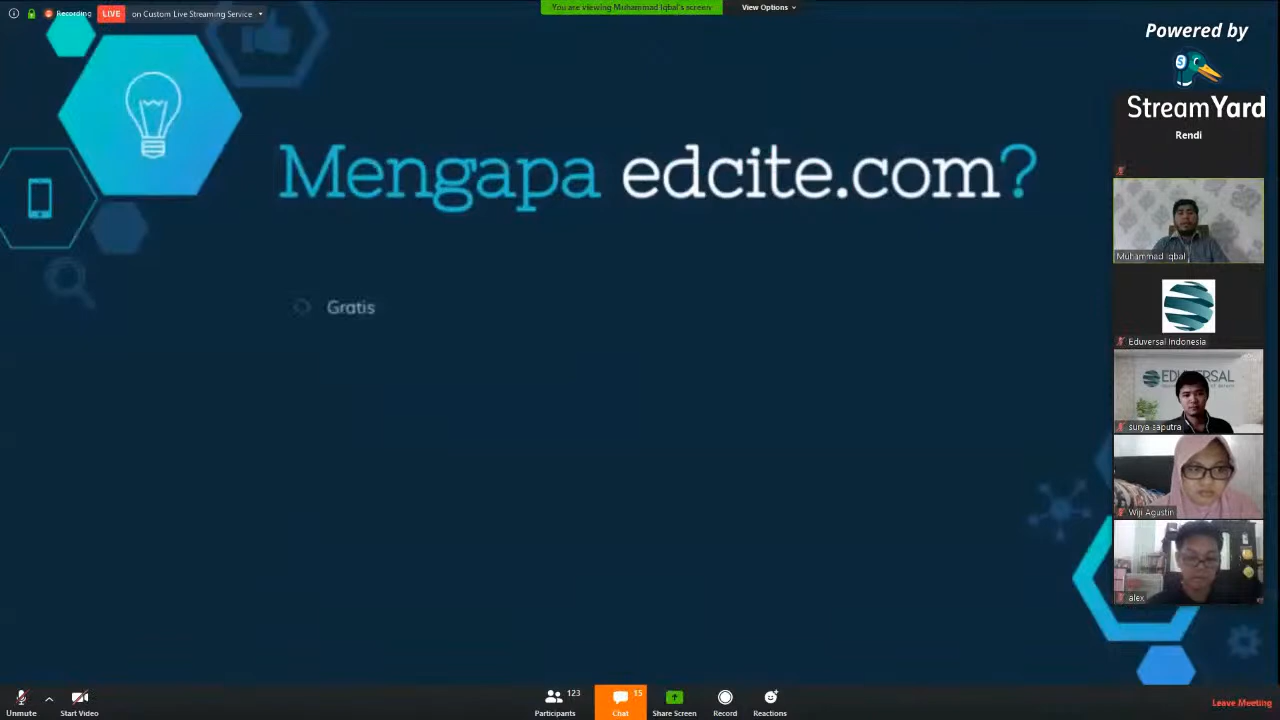 Recording
LIVE
on Custom Live Streaming Service
You are viewing Muhammad Iqbal's screen
View Options
Powered by
S
StreamYard
Rendi
Mengapa edcite.com?
Muhammad Iqbal
Gratis
Eduversal Indonesia
EDUVERSAL
surya saputra
Wiji Agustin
alex
Unmute
Start Video
Participants
123
Chat
15
Share Screen
Record
Reactions
Leave Meeting